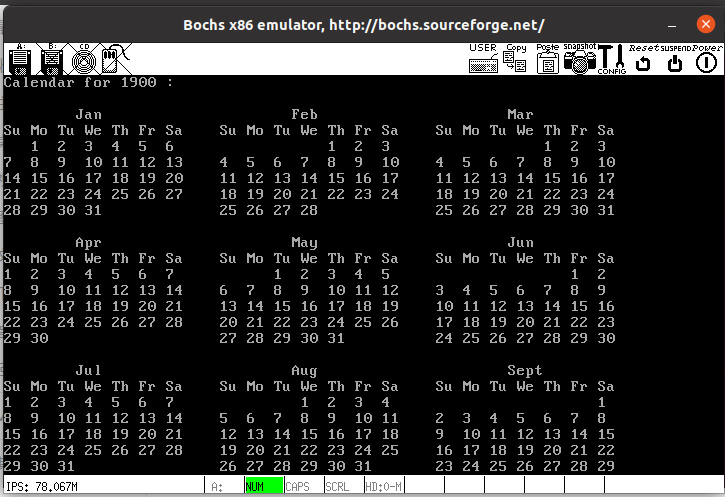 Bochs x86 emulator, http://bochs.sourceforge.net/
A: B: CD USER Copy Paste snapshot CONFIG Reset SUSPEND Power
Calendar for 1900 :
Jan Feb Mar
Su Mo Tu We Th Fr Sa Su Mo Tu We Th Fr Sa Su Mo Tu We Th Fr Sa
1 2 3 4 5 6 1 2 3 1 2 3
7 8 9 10 11 12 13 4 5 6 7 8 9 10 4 5 6 7 8 9 10
14 15 16 17 18 19 20 11 12 13 14 15 16 17 11 12 13 14 15 16 17
21 22 23 24 25 26 27 18 19 20 21 22 23 24 18 19 20 21 22 23 24
28 29 30 31 25 26 27 28 25 26 27 28 29 30 31
Apr May Jun
Su Mo Tu We Th Fr Sa Su Mo Tu We Th Fr Sa Su Mo Tu We Th Fr Sa
1 2 3 4 5 6 7 1 2 3 4 5 1 2
8 9 10 11 12 13 14 6 7 8 9 10 11 12 3 4 5 6 7 8 9
15 16 17 18 19 20 21 13 14 15 16 17 18 19 10 11 12 13 14 15 16
22 23 24 25 26 27 28 20 21 22 23 24 25 26 17 18 19 20 21 22 23
29 30 27 28 29 30 31 24 25 26 27 28 29 30
Jul Aug Sept
Su Mo Tu We Th Fr Sa Su Mo Tu We Th Fr Sa Su Mo Tu We Th Fr Sa
1 2 3 4 5 6 7 1 2 3 4 1
8 9 10 11 12 13 14 5 6 7 8 9 10 11 2 3 4 5 6 7 8
15 16 17 18 19 20 21 12 13 14 15 16 17 18 9 10 11 12 13 14 15
22 23 24 25 26 27 28 19 20 21 22 23 24 25 16 17 18 19 20 21 22
29 30 31 26 27 28 29 30 31 23 24 25 26 27 28 29
IPS: 78.067M A: NUM CAPS SCRL HD:0-M